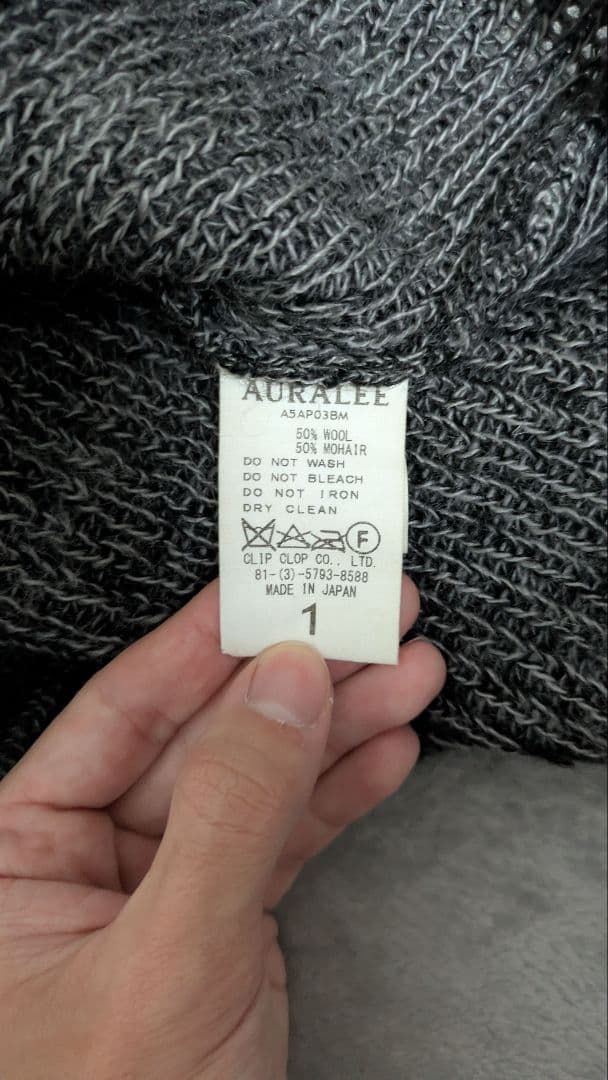 AURALEE
A5AP03BM
50% WOOL
50% MOHAIR
DO NOT WASH
DO NOT BLEACH
DO NOT IRON
DRY CLEAN
F
CLIP CLOP CO., LTD.
81-(3)-5793-8588
MADE IN JAPAN
1